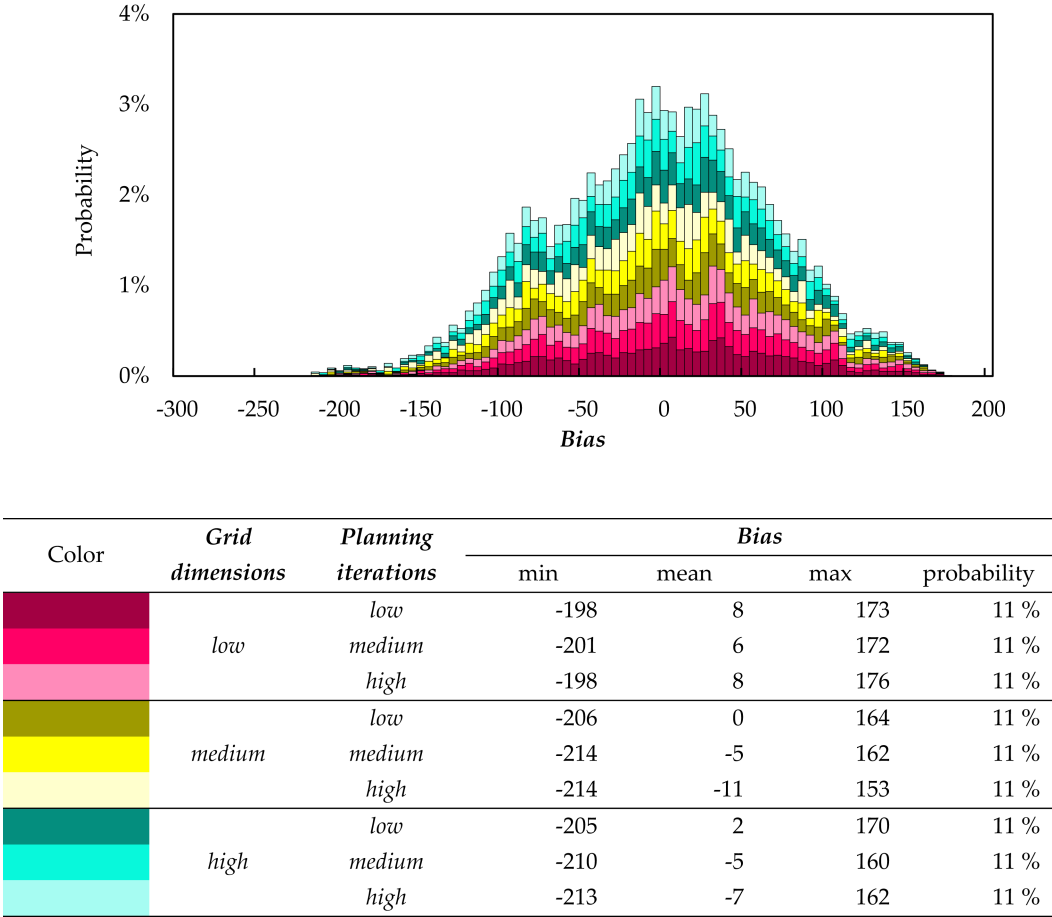 4%
3%
2%
1%
0%
Probability
-300 -250 -200 -150 -100 -50 0 50 100 150 200
Bias
Color Grid dimensions Planning iterations Bias
min mean max probability
low low -198 8 173 11 %
medium -201 6 172 11 %
high -198 8 176 11 %
medium low -206 0 164 11 %
medium -214 -5 162 11 %
high -214 -11 153 11 %
high low -205 2 170 11 %
medium -210 -5 160 11 %
high -213 -7 162 11 %